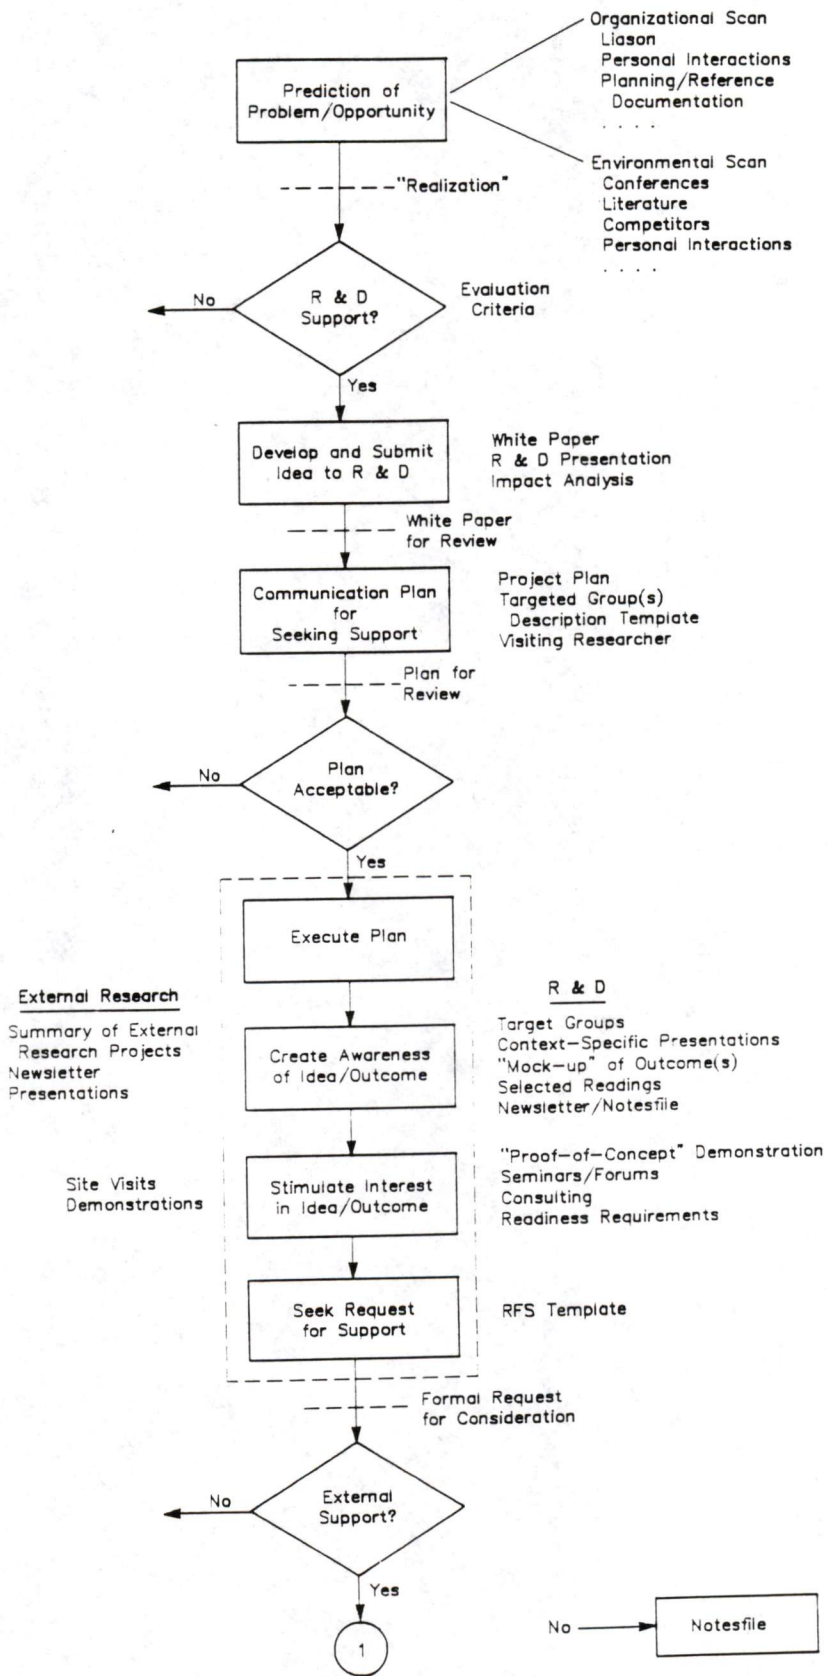 Organizational Scan
Liason
Personal Interactions
Planning/Reference
Documentation
. . . .
Prediction of
Problem/Opportunity
Environmental Scan
Conferences
Literature
Competitors
Personal Interactions
. . . .
"Realization"
No
R & D
Support?
Evaluation
Criteria
Yes
Develop and Submit
Idea to R & D
White Paper
R & D Presentation
Impact Analysis
White Paper
for Review
Communication Plan
for
Seeking Support
Project Plan
Targeted Group(s)
Description Template
Visiting Researcher
Plan for
Review
No
Plan
Acceptable?
Yes
Execute Plan
External Research
Summary of External
Research Projects
Newsletter
Presentations
Create Awareness
of Idea/Outcome
R & D
Target Groups
Context-Specific Presentations
"Mock-up" of Outcome(s)
Selected Readings
Newsletter/Notesfile
Site Visits
Demonstrations
Stimulate Interest
in Idea/Outcome
"Proof-of-Concept" Demonstration
Seminars/Forums
Consulting
Readiness Requirements
Seek Request
for Support
RFS Template
Formal Request
for Consideration
No
External
Support?
Yes
1
No
Notesfile